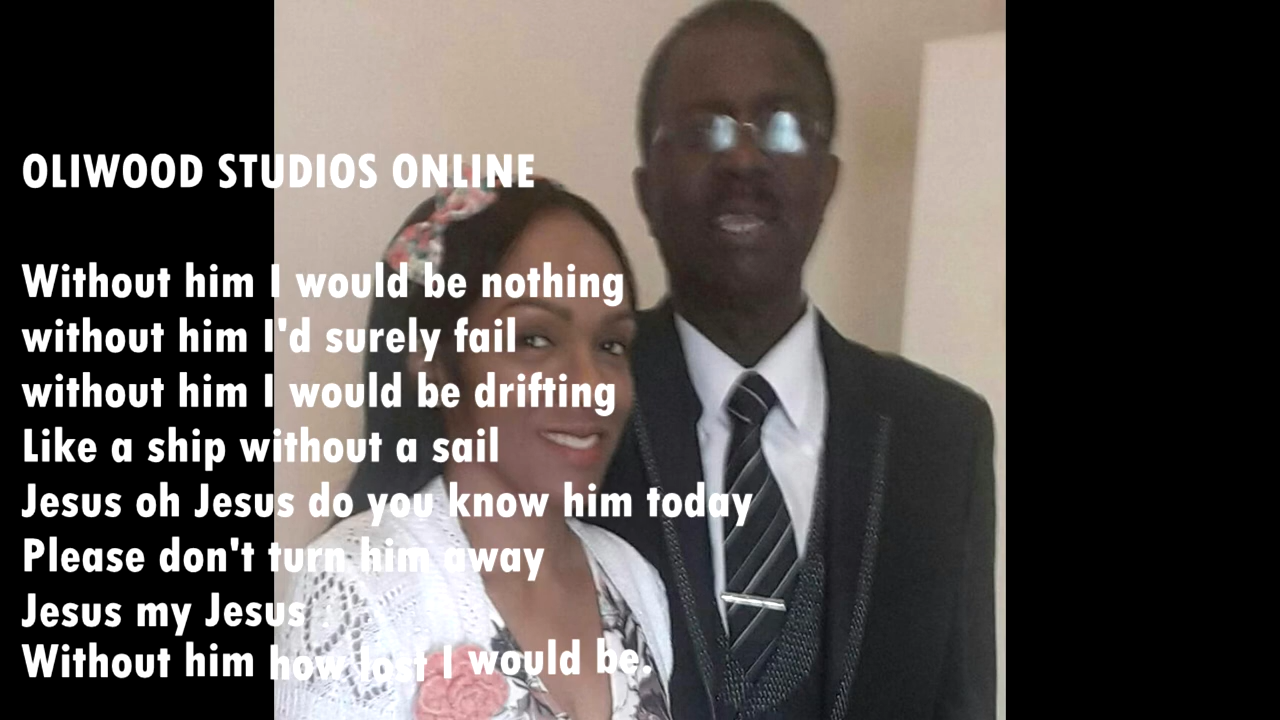 OLIWOOD STUDIOS ONLINE
Without him I would be nothing
without him I'd surely fail
without him I would be drifting
Like a ship without a sail
Jesus oh Jesus do you know him today
Please don't turn him away
Jesus my Jesus
Without him how lost I would be.